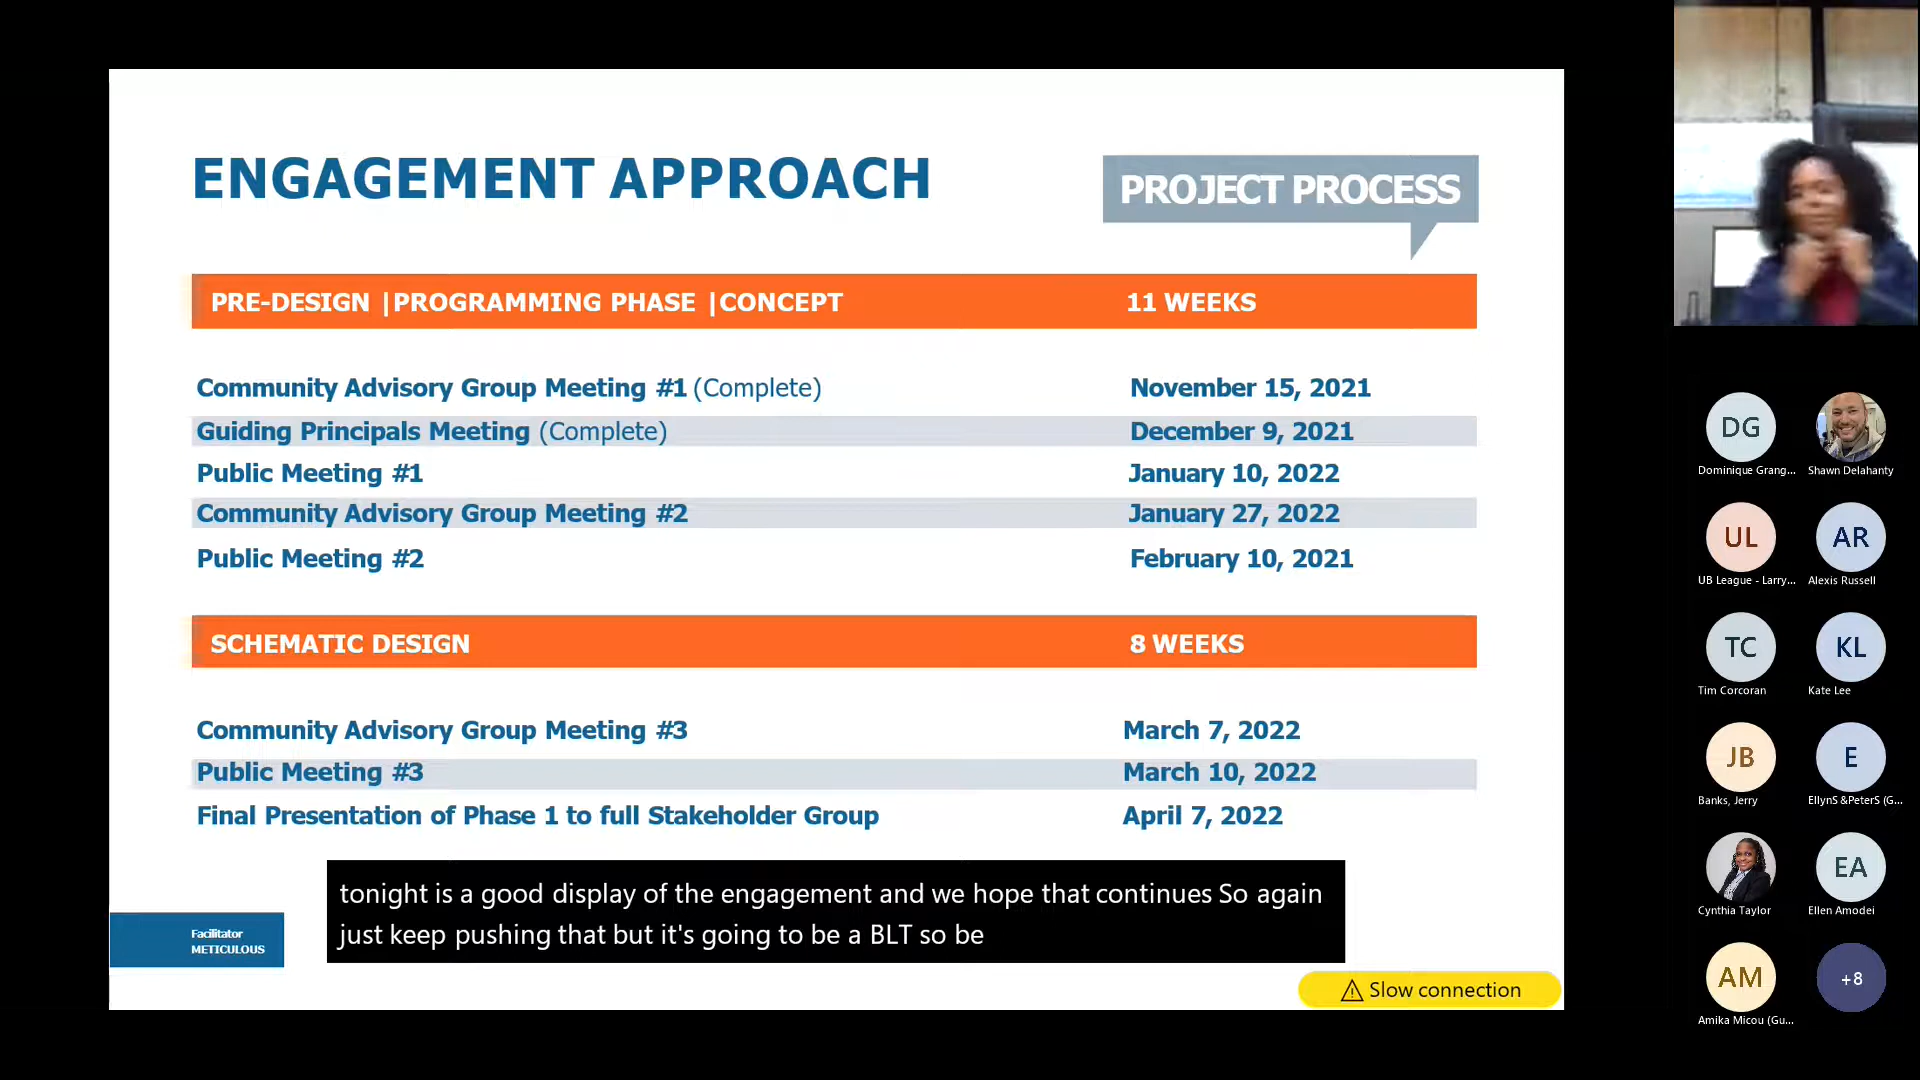 ENGAGEMENT APPROACH
PROJECT PROCESS
PRE-DESIGN |PROGRAMMING PHASE |CONCEPT 11 WEEKS
Community Advisory Group Meeting #1 (Complete) November 15, 2021
Guiding Principals Meeting (Complete) December 9, 2021
Public Meeting #1 January 10, 2022
Community Advisory Group Meeting #2 January 27, 2022
Public Meeting #2 February 10, 2021
SCHEMATIC DESIGN 8 WEEKS
Community Advisory Group Meeting #3 March 7, 2022
Public Meeting #3 March 10, 2022
Final Presentation of Phase 1 to full Stakeholder Group April 7, 2022
tonight is a good display of the engagement and we hope that continues So again
just keep pushing that but it's going to be a BLT so be
Facilitator
METICULOUS
Slow connection
DG
Dominique Grang... Shawn Delahanty
UL AR
UB League - Larry... Alexis Russell
TC KL
Tim Corcoran Kate Lee
JB E
Banks, Jerry EllynS &PeterS (G...
EA
Cynthia Taylor Ellen Amodei
AM +8
Amika Micou (Gu...